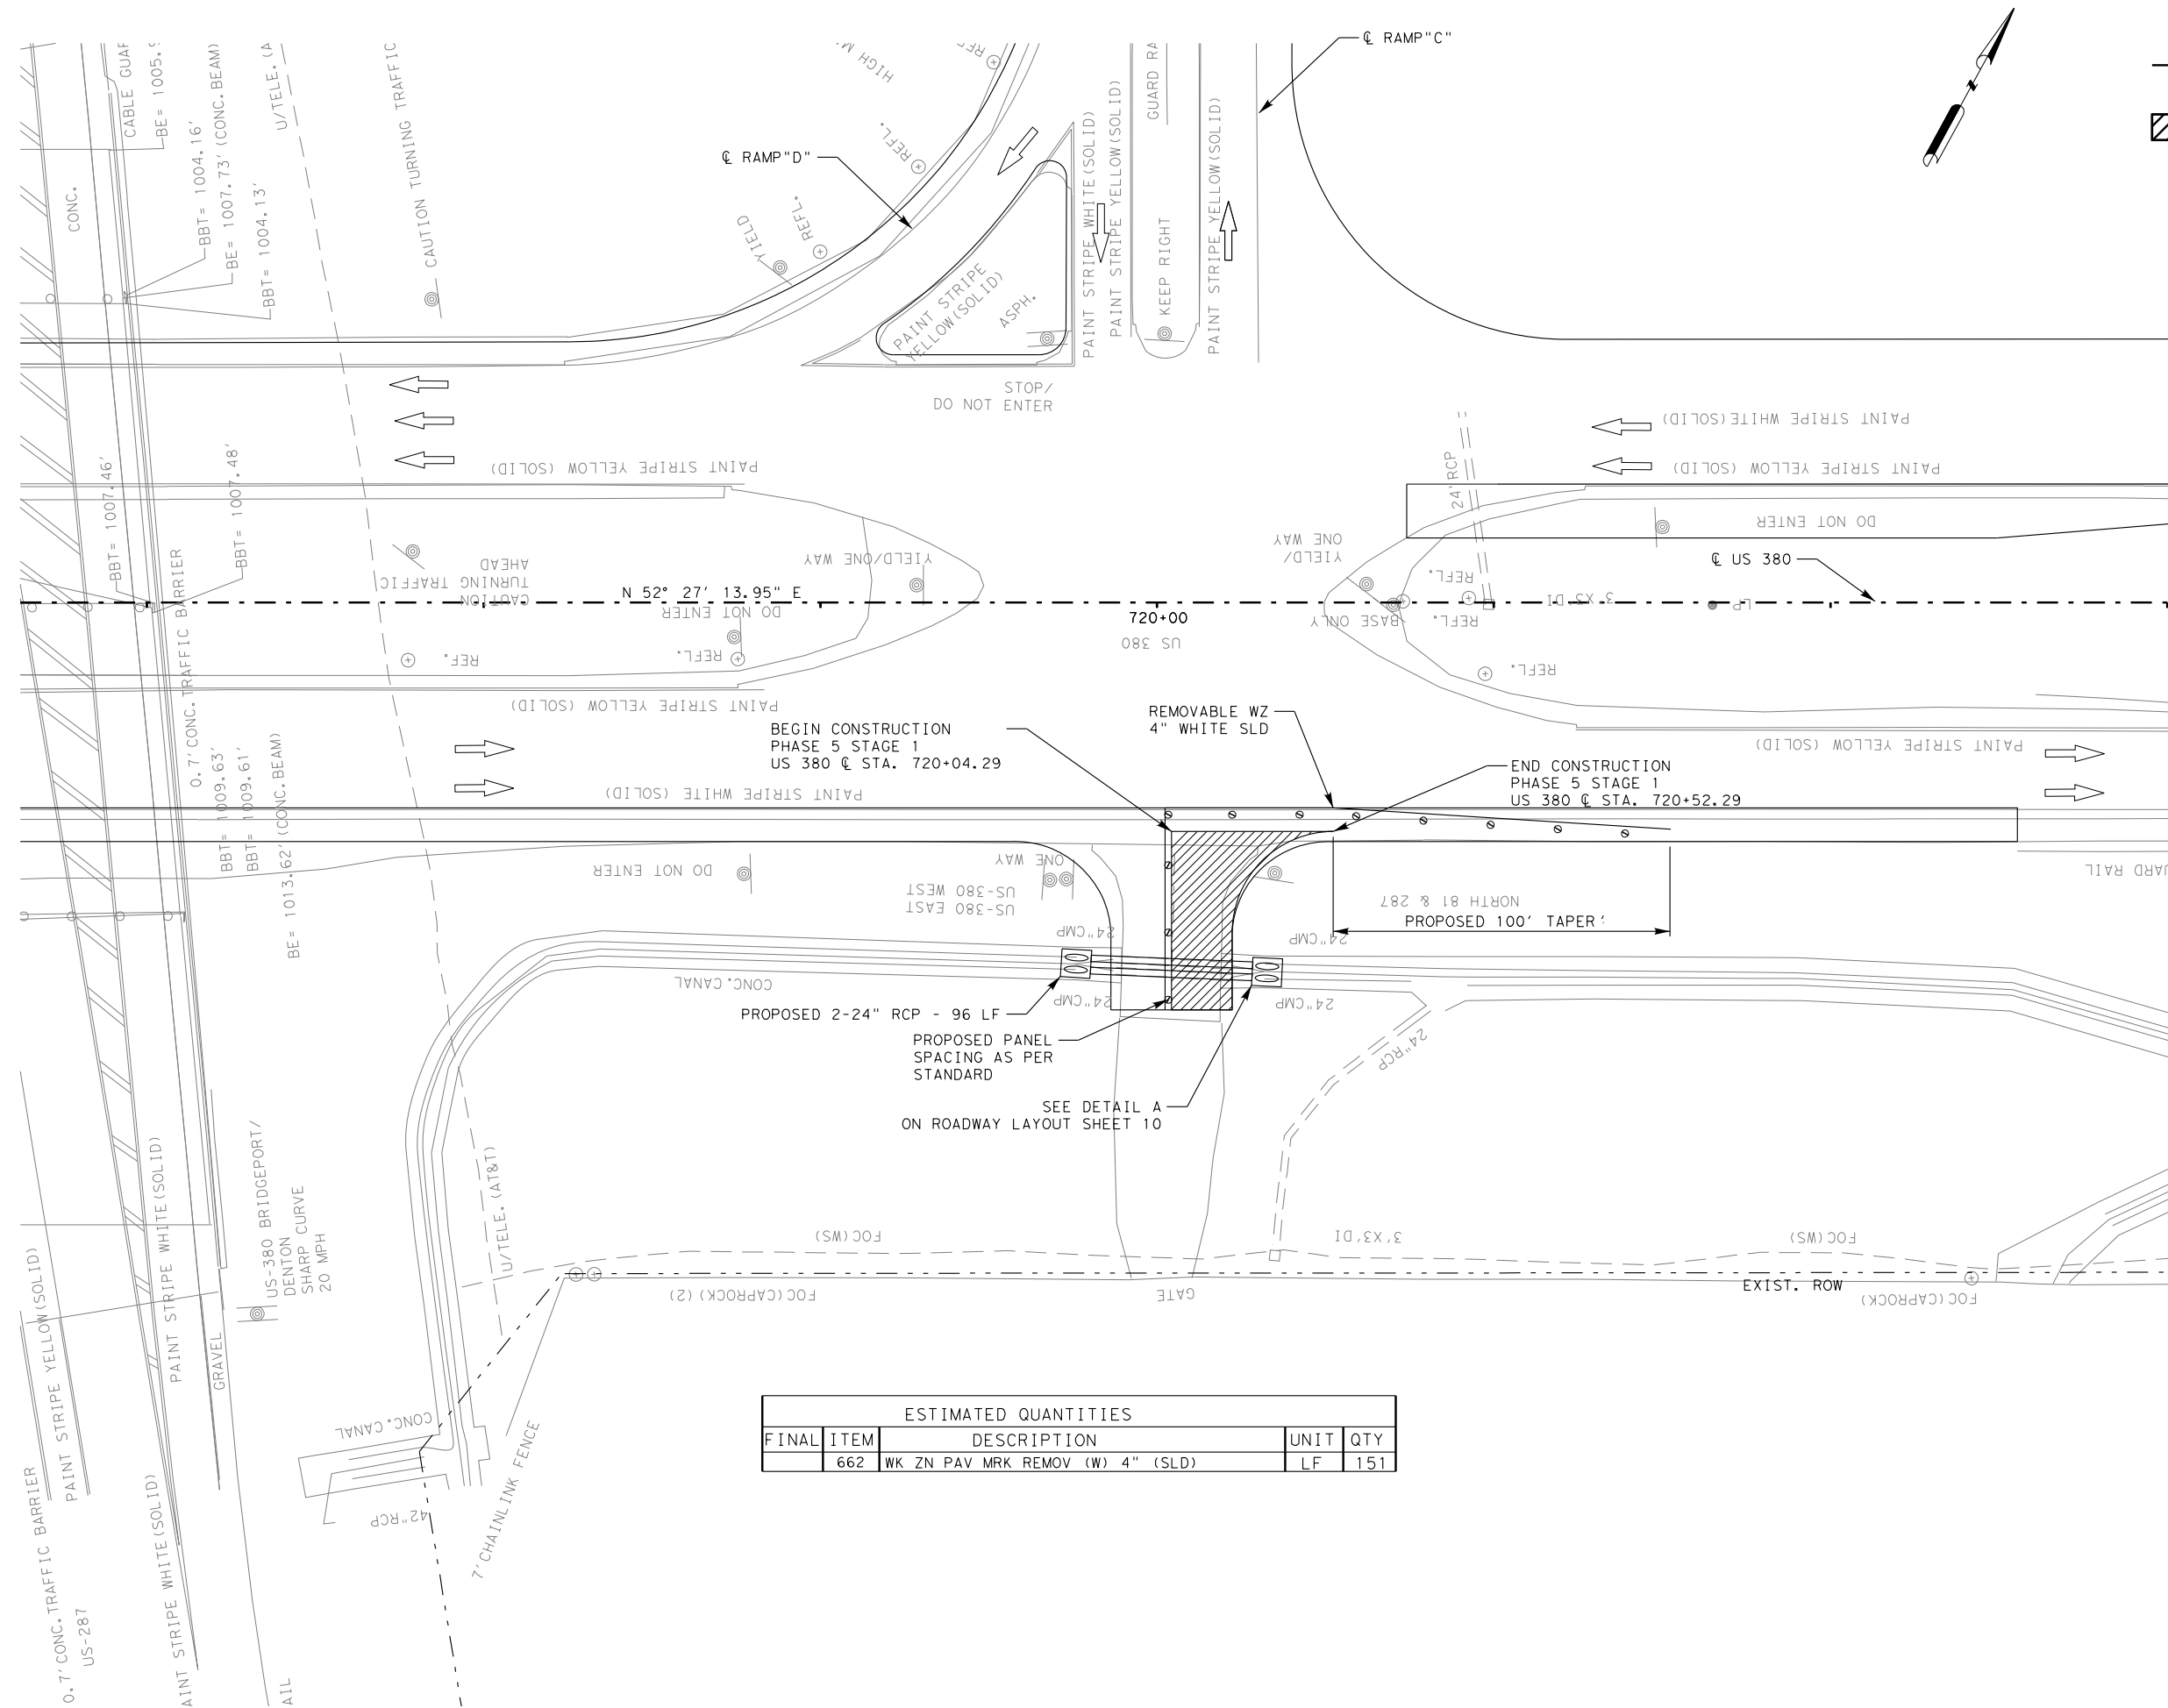 ℄ RAMP"C"
℄ RAMP"D"
HIGH M
REFL.
REFL.
REFL.
YIELD
CABLE GUAR
BE= 1005.9
BBT= 1004.16'
BE= 1007.73' (CONC.BEAM)
BBT= 1004.13'
U/TELE. (A
CAUTION TURNING TRAFFIC
CONC.
PAINT STRIPE
YELLOW(SOLID)
ASPH.
PAINT STRIPE WHITE(SOLID)
PAINT STRIPE YELLOW(SOLID)
GUARD RA
KEEP RIGHT
PAINT STRIPE YELLOW(SOLID)
STOP/
DO NOT ENTER
PAINT STRIPE WHITE(SOLID)
PAINT STRIPE YELLOW (SOLID)
PAINT STRIPE YELLOW (SOLID)
24'RCP
DO NOT ENTER
℄ US 380
BBT= 1007.46'
BBT= 1007.48'
0.7'CONC.TRAFFIC BARRIER
CAUTION
TURNING TRAFFIC
AHEAD
YIELD/ONE WAY
YIELD/
ONE WAY
REFL.
N 52° 27' 13.95" E
DO NOT ENTER
720+00
US 380
BASE ONLY
REFL.
3'X3' DI
LP
REF.
REFL.
REFL.
PAINT STRIPE YELLOW (SOLID)
BEGIN CONSTRUCTION
PHASE 5 STAGE 1
US 380 ℄ STA. 720+04.29
REMOVABLE WZ
4" WHITE SLD
PAINT STRIPE YELLOW (SOLID)
END CONSTRUCTION
PHASE 5 STAGE 1
US 380 ℄ STA. 720+52.29
PAINT STRIPE WHITE (SOLID)
BBT= 1009.63'
BBT= 1009.61'
BE= 1013.62' (CONC.BEAM)
DO NOT ENTER
ONE WAY
US-380 WEST
US-380 EAST
UARD RAIL
NORTH 81 & 287
PROPOSED 100' TAPER
24"CMP
24"CMP
CONC.CANAL
24"CMP
24"CMP
PROPOSED 2-24" RCP - 96 LF
PROPOSED PANEL
SPACING AS PER
STANDARD
24"RCP
SEE DETAIL A
ON ROADWAY LAYOUT SHEET 10
US-380 BRIDGEPORT/
DENTON
SHARP CURVE
20 MPH
U/TELE. (AT&T)
PAINT STRIPE WHITE(SOLID)
FOC(WS)
3'X3'DI
FOC(WS)
EXIST. ROW
FOC(CAPROCK)(2)
GATE
FOC(CAPROCK)
PAINT STRIPE YELLOW(SOLID)
GRAVEL
CONC.CANAL
42"RCP
7'CHAINLINK FENCE
ESTIMATED QUANTITIES
FINAL ITEM DESCRIPTION UNIT QTY
662 WK ZN PAV MRK REMOV (W) 4" (SLD) LF 151
0.7'CONC.TRAFFIC BARRIER
US-287
AINT STRIPE WHITE(SOLID)
AIL